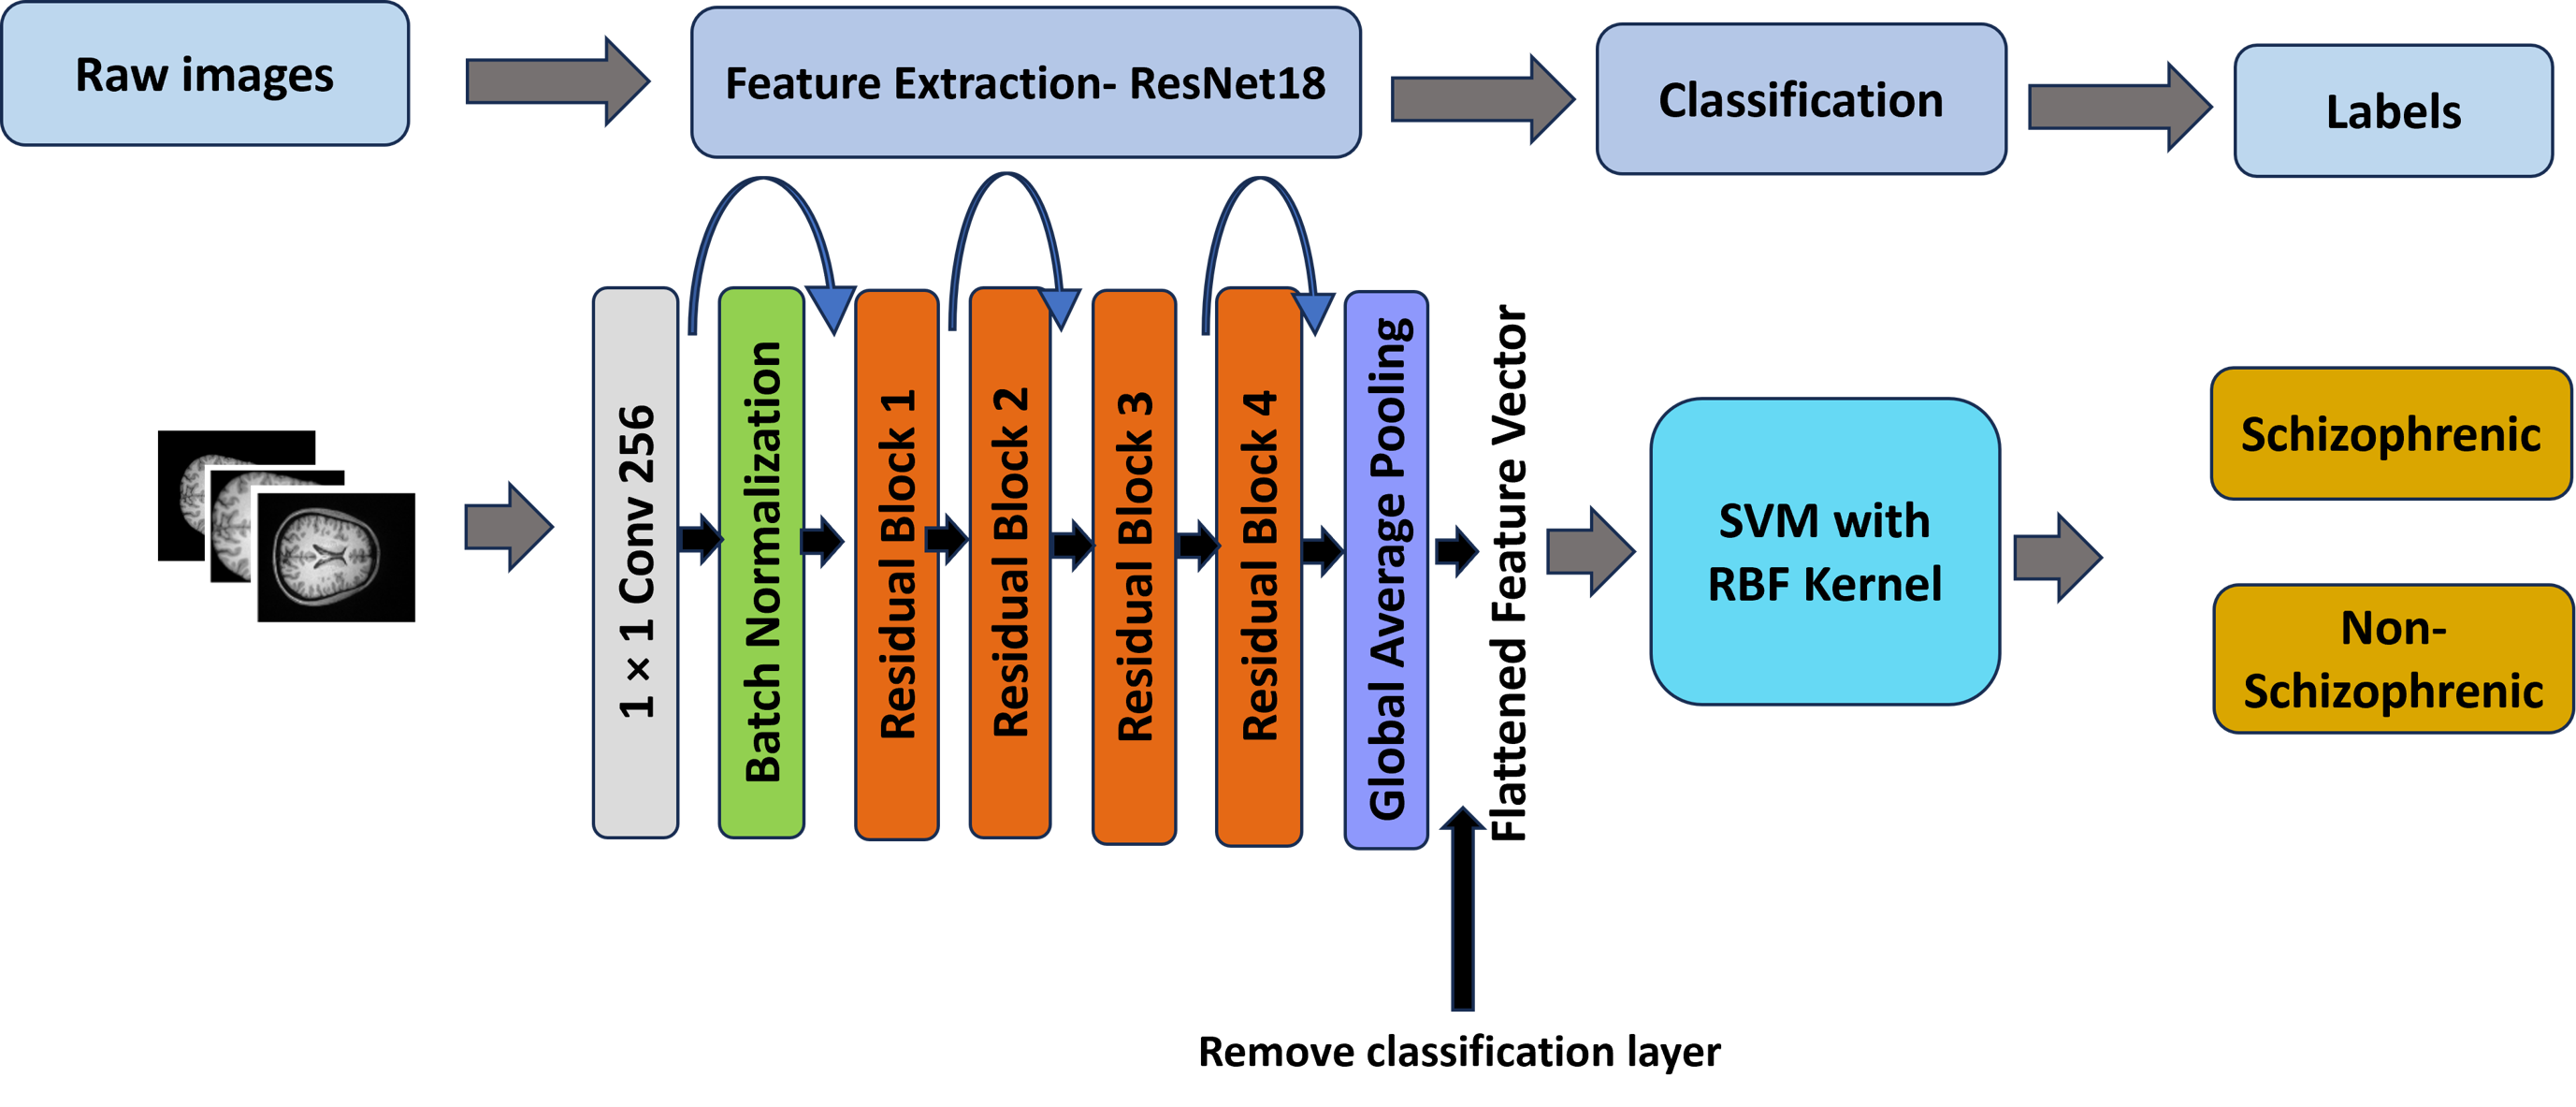 Raw images
Feature Extraction- ResNet18
Classification
Labels
1 × 1 Conv 256
Batch Normalization
Residual Block 1
Residual Block 2
Residual Block 3
Residual Block 4
Global Average Pooling
Flattened Feature Vector
SVM with
RBF Kernel
Schizophrenic
Non-
Schizophrenic
Remove classification layer